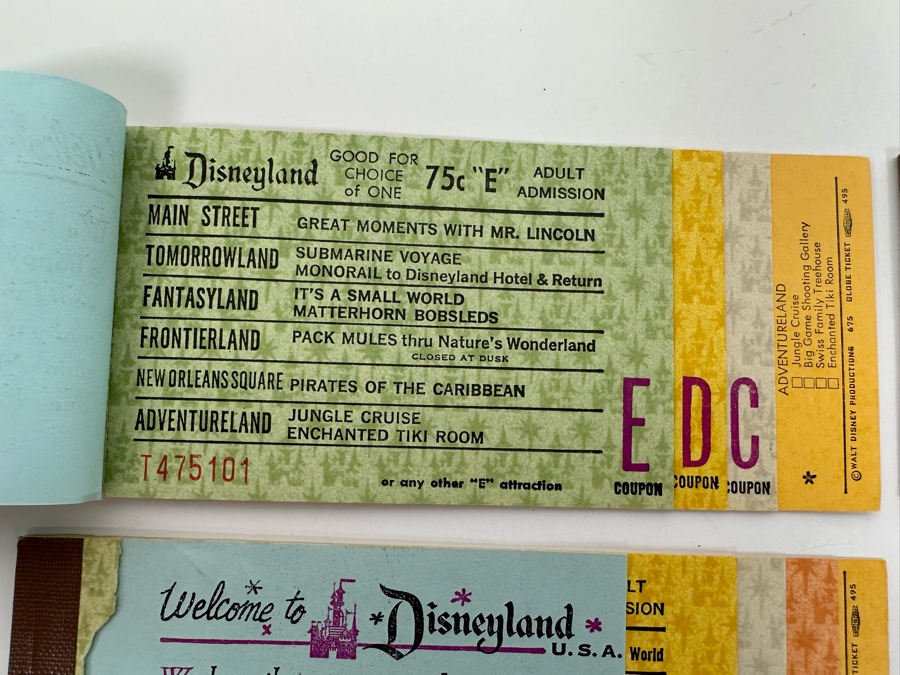 Disneyland
GOOD FOR
CHOICE
of ONE
75c "E"
ADULT
ADMISSION
MAIN STREET GREAT MOMENTS WITH MR. LINCOLN
TOMORROWLAND SUBMARINE VOYAGE
MONORAIL to Disneyland Hotel & Return
FANTASYLAND IT'S A SMALL WORLD
MATTERHORN BOBSLEDS
FRONTIERLAND PACK MULES thru Nature's Wonderland
CLOSED AT DUSK
NEW ORLEANS SQUARE PIRATES OF THE CARIBBEAN
ADVENTURELAND JUNGLE CRUISE
ENCHANTED TIKI ROOM
T475101
or any other "E" attraction
E
COUPON
D
COUPON
C
COUPON
ADVENTURELAND
Jungle Cruise
Big Game Shooting Gallery
Swiss Family Treehouse
Enchanted Tiki Room
*
©WALT DISNEY PRODUCTIONS 675 GLOBE TICKET 495
Welcome to Disneyland
U.S.A.
LT
SION
World
TICKET 495